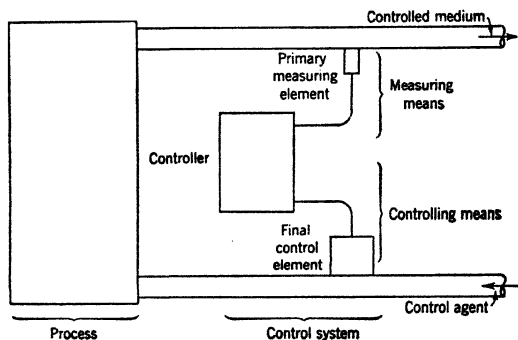 Controlled medium
Primary
measuring
element
Measuring
means
Controller
Controlling means
Final
control
element
Control agent
Process
Control system